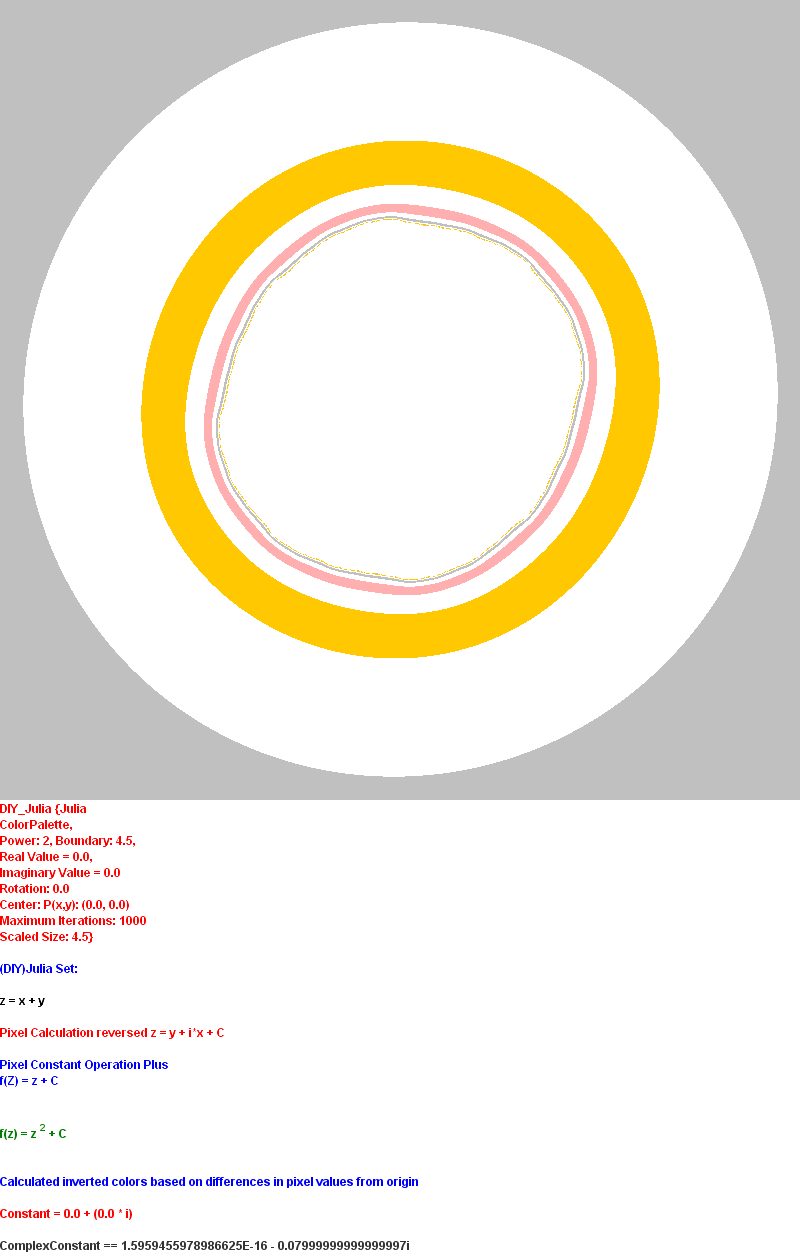 DIY_Julia {Julia
ColorPalette,
Power: 2, Boundary: 4.5,
Real Value = 0.0,
Imaginary Value = 0.0
Rotation: 0.0
Center: P(x,y): (0.0, 0.0)
Maximum Iterations: 1000
Scaled Size: 4.5}
(DIY)Julia Set:
z = x + y
Pixel Calculation reversed z = y + i*x + C
Pixel Constant Operation Plus
f(Z) = z + C
f(z) = z 2 + C
Calculated inverted colors based on differences in pixel values from origin
Constant = 0.0 + (0.0 * i)
ComplexConstant == 1.5959455978986625E-16 - 0.07999999999999997i